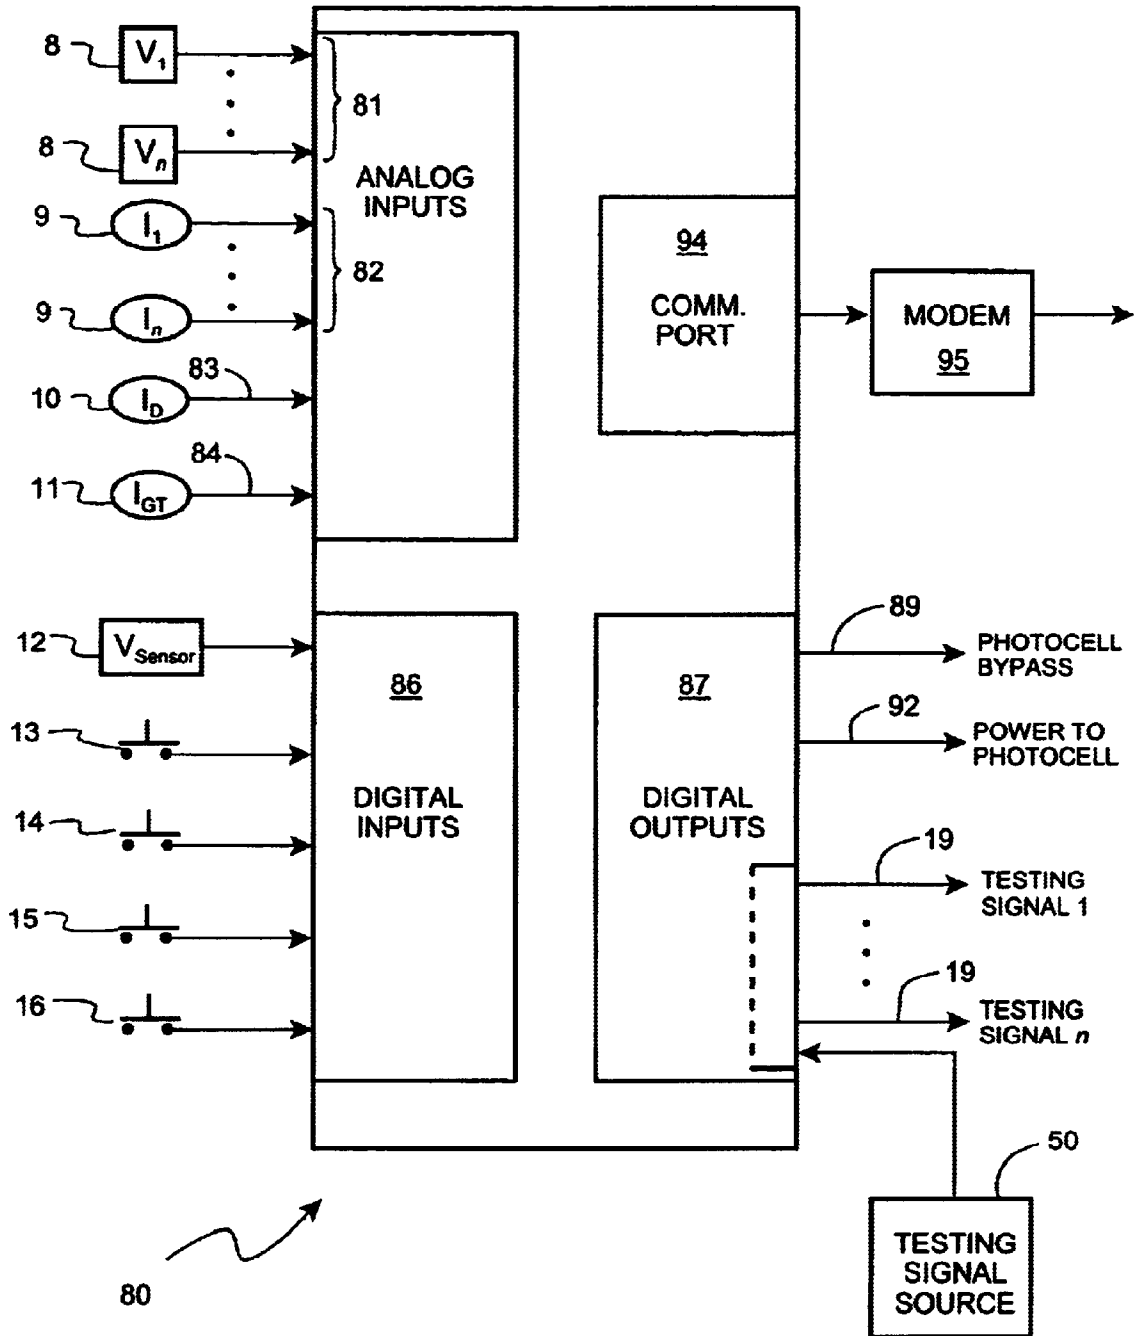 8 V1
81
8 Vn
ANALOG
INPUTS
9 I1
82
9 In
10 ID 83
11 IGT 84
94
COMM.
PORT
MODEM
95
12 VSensor
13
14
15
16
86
DIGITAL
INPUTS
87
DIGITAL
OUTPUTS
89
PHOTOCELL
BYPASS
92
POWER TO
PHOTOCELL
19
TESTING
SIGNAL 1
19
TESTING
SIGNAL n
50
TESTING
SIGNAL
SOURCE
80